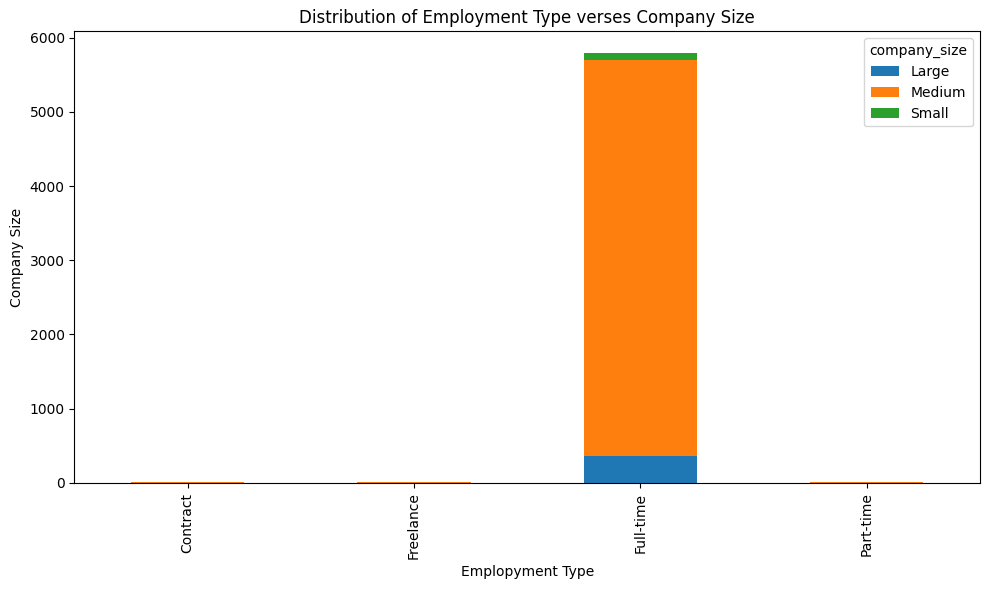 Distribution of Employment Type verses Company Size
company_size
Large
Medium
Small
Company Size
6000
5000
4000
3000
2000
1000
0
Contract
Freelance
Full-time
Part-time
Emplopyment Type